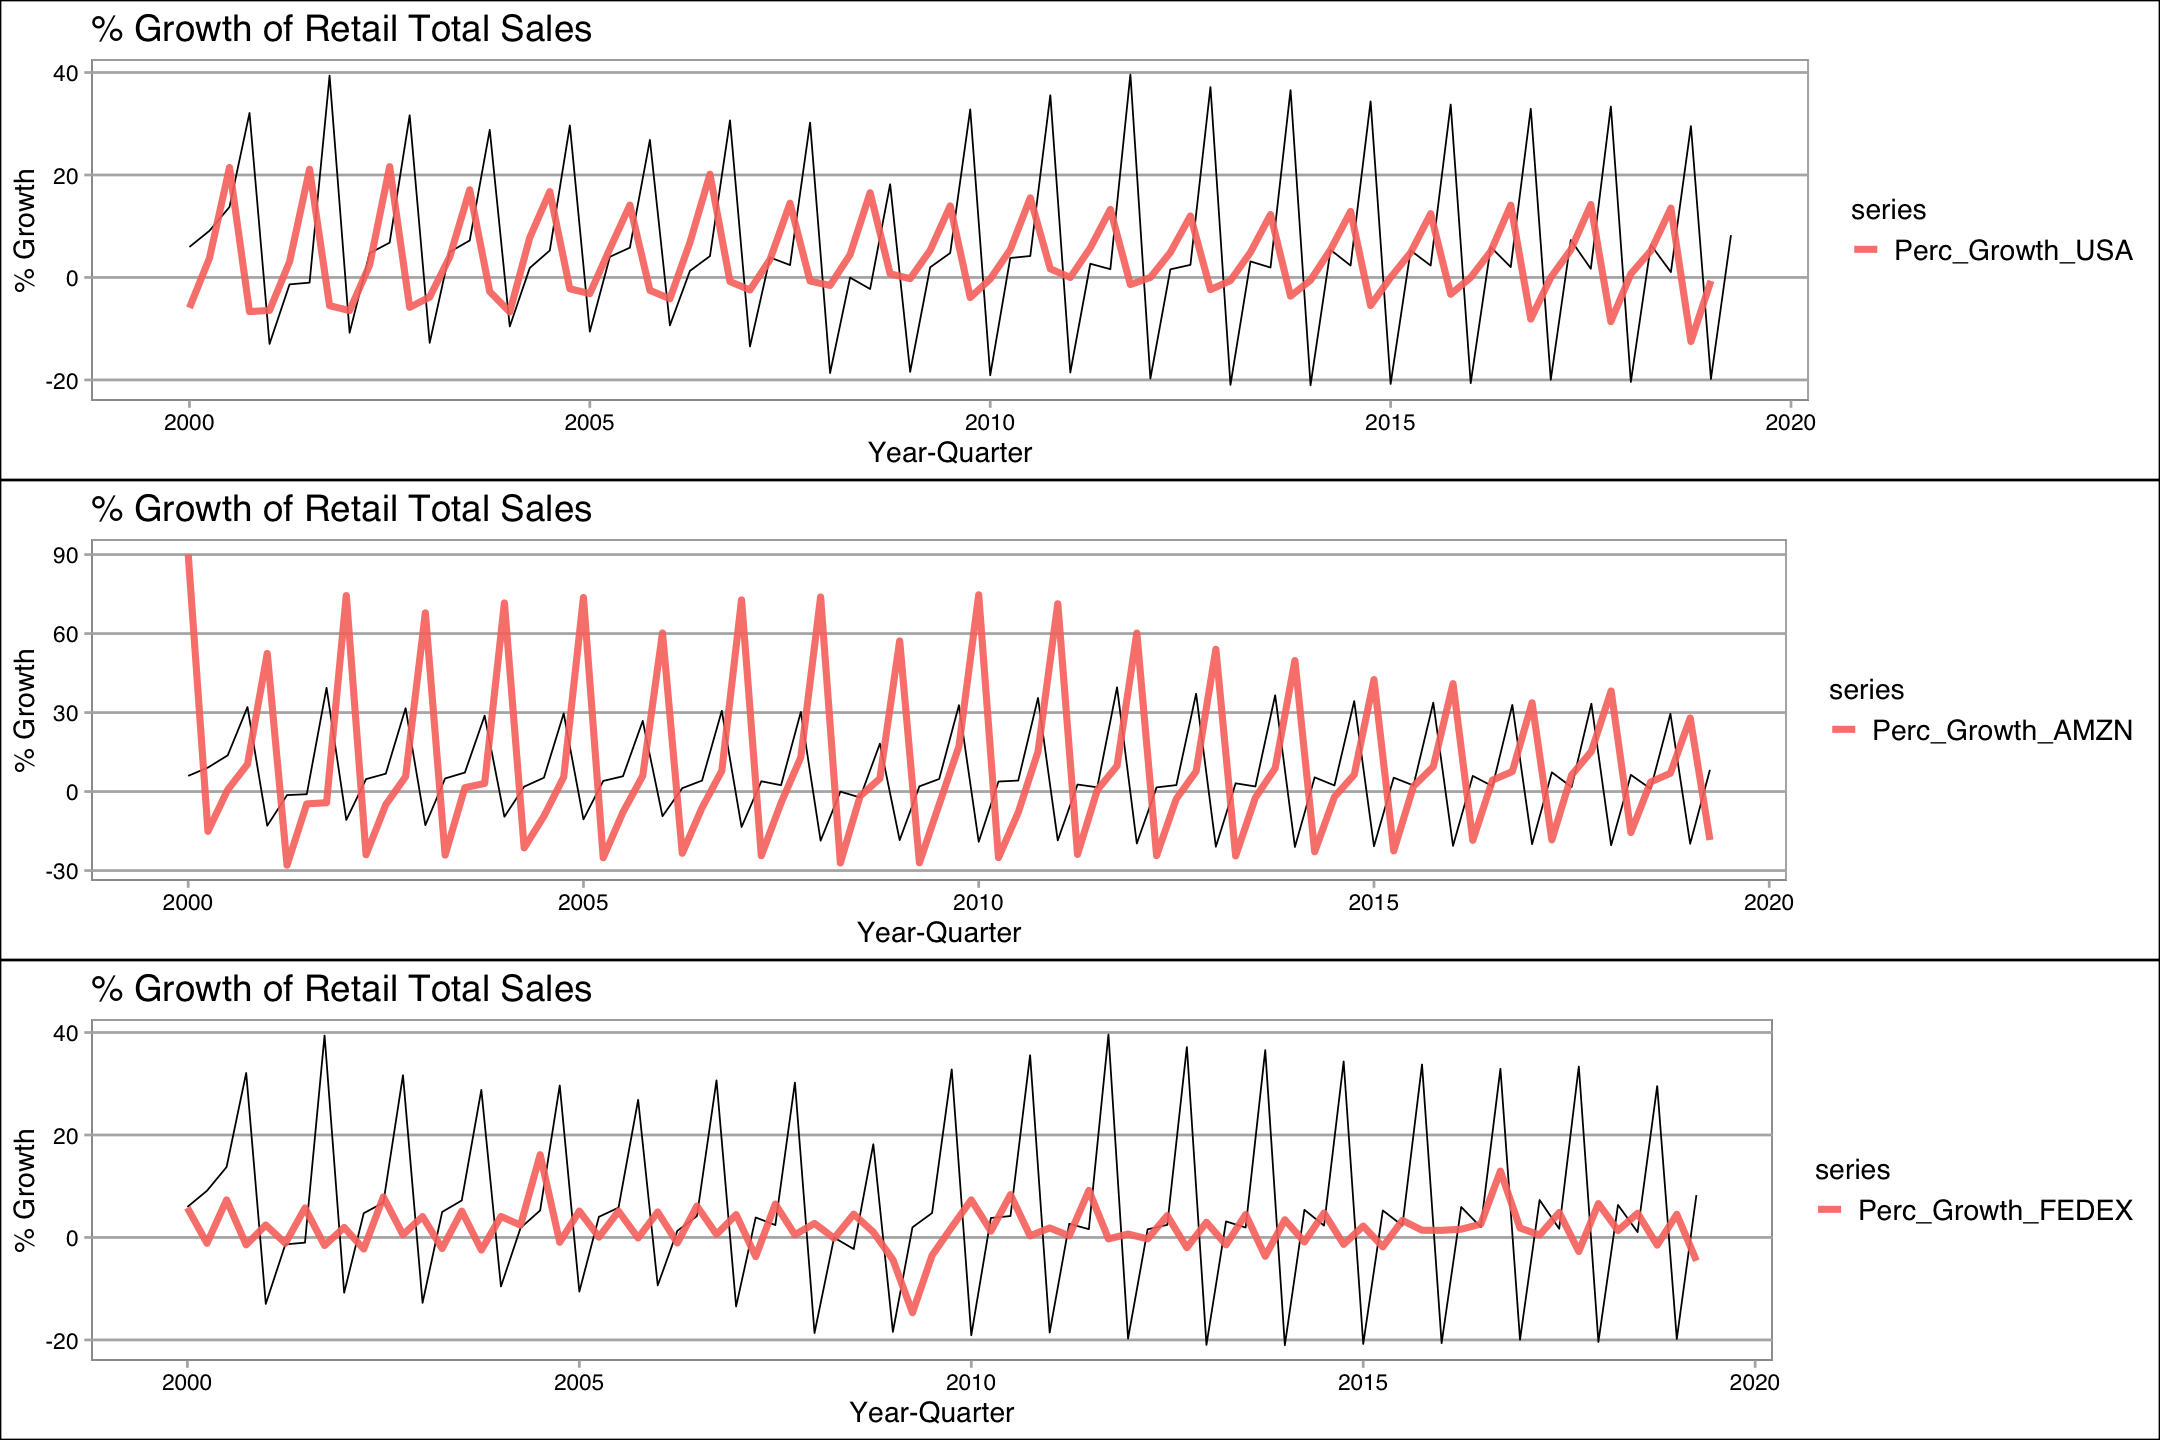 % Growth of Retail Total Sales
% Growth
40
20
0
-20
2000 2005 2010 2015 2020
Year-Quarter
series
Perc_Growth_USA
% Growth of Retail Total Sales
% Growth
90
60
30
0
-30
2000 2005 2010 2015 2020
Year-Quarter
series
Perc_Growth_AMZN
% Growth of Retail Total Sales
% Growth
40
20
0
-20
2000 2005 2010 2015 2020
Year-Quarter
series
Perc_Growth_FEDEX